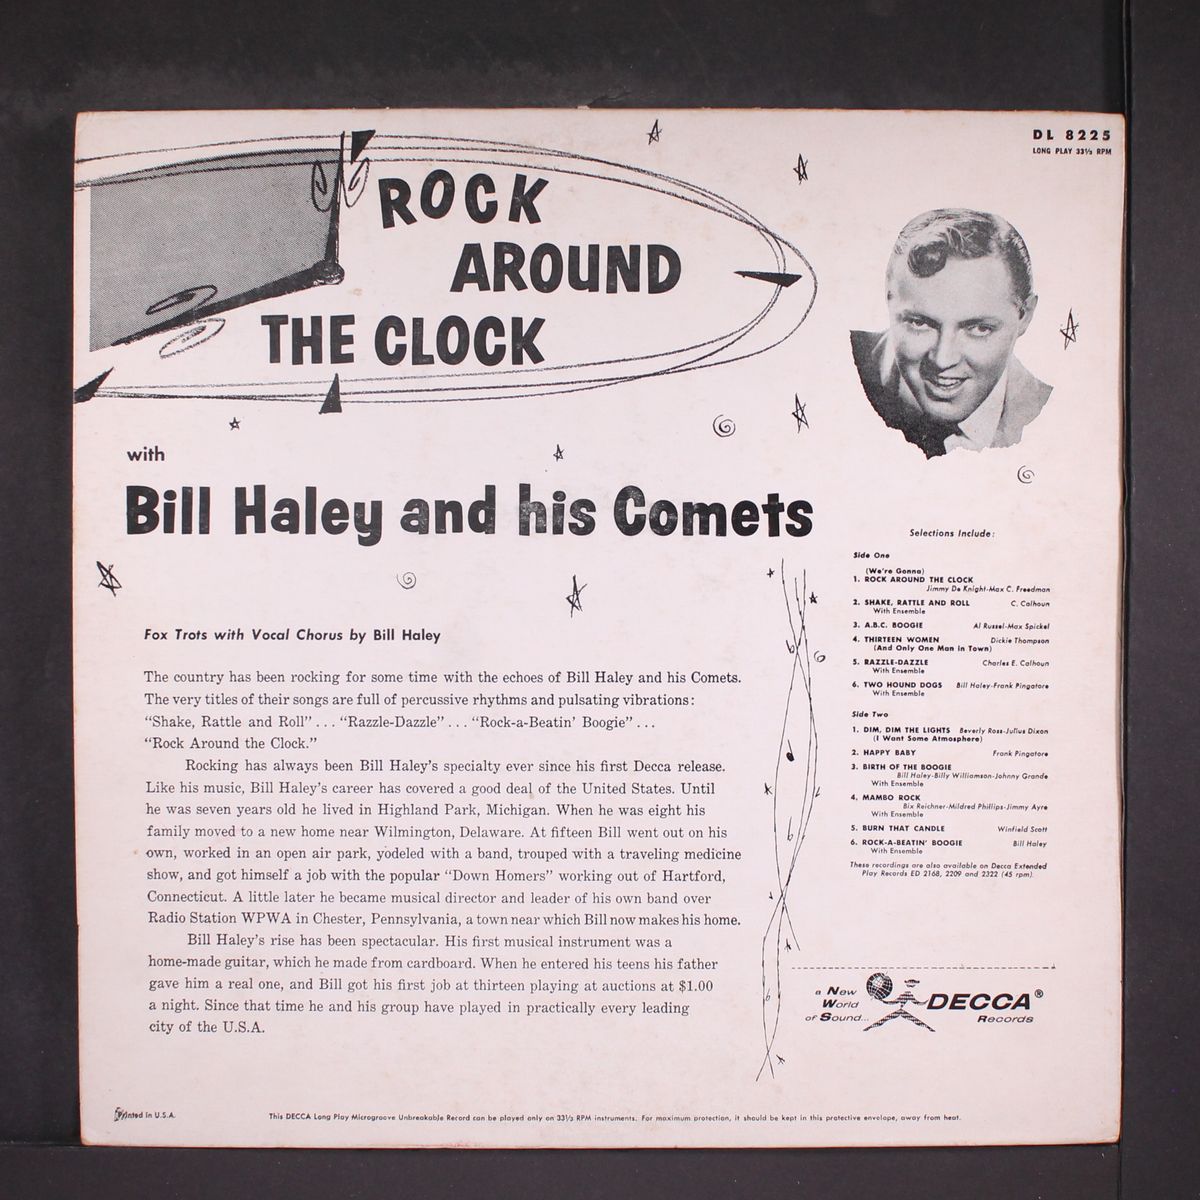 DL 8225
LONG PLAY 33⅓ RPM
ROCK
AROUND
THE CLOCK
with
Bill Haley and his Comets
Fox Trots with Vocal Chorus by Bill Haley
The country has been rocking for some time with the echoes of Bill Haley and his Comets.
The very titles of their songs are full of percussive rhythms and pulsating vibrations:
“Shake, Rattle and Roll” . . . “Razzle-Dazzle” . . . “Rock-a-Beatin’ Boogie” . . .
“Rock Around the Clock.”
Rocking has always been Bill Haley’s specialty ever since his first Decca release.
Like his music, Bill Haley’s career has covered a good deal of the United States. Until
he was seven years old he lived in Highland Park, Michigan. When he was eight his
family moved to a new home near Wilmington, Delaware. At fifteen Bill went out on his
own, worked in an open air park, yodeled with a band, trouped with a traveling medicine
show, and got himself a job with the popular “Down Homers” working out of Hartford,
Connecticut. A little later he became musical director and leader of his own band over
Radio Station WPWA in Chester, Pennsylvania, a town near which Bill now makes his home.
Bill Haley’s rise has been spectacular. His first musical instrument was a
home-made guitar, which he made from cardboard. When he entered his teens his father
gave him a real one, and Bill got his first job at thirteen playing at auctions at $1.00
a night. Since that time he and his group have played in practically every leading
city of the U.S.A.
Selections Include:
Side One
(We're Gonna)
1. ROCK AROUND THE CLOCK
Jimmy De Knight-Max C. Freedman
2. SHAKE, RATTLE AND ROLL C. Calhoun
With Ensemble
3. A.B.C. BOOGIE Al Russel-Max Spickel
4. THIRTEEN WOMEN Dickie Thompson
(And Only One Man in Town)
5. RAZZLE-DAZZLE Charles E. Calhoun
With Ensemble
6. TWO HOUND DOGS Bill Haley-Frank Pingatore
With Ensemble
Side Two
1. DIM, DIM THE LIGHTS Beverly Ross-Julius Dixon
(I Want Some Atmosphere)
2. HAPPY BABY Frank Pingatore
3. BIRTH OF THE BOOGIE
Bill Haley-Billy Williamson-Johnny Grande
With Ensemble
4. MAMBO ROCK
Bix Reichner-Mildred Phillips-Jimmy Ayre
With Ensemble
5. BURN THAT CANDLE Winfield Scott
6. ROCK-A-BEATIN' BOOGIE Bill Haley
With Ensemble
These recordings are also available on Decca Extended
Play Records ED 2168, 2209 and 2322 (45 rpm).
a New
World
of Sound...
DECCA®
Records
Printed in U.S.A.
This DECCA Long Play Microgroove Unbreakable Record can be played only on 33⅓ RPM instruments. For maximum protection, it should be kept in this protective envelope, away from heat.